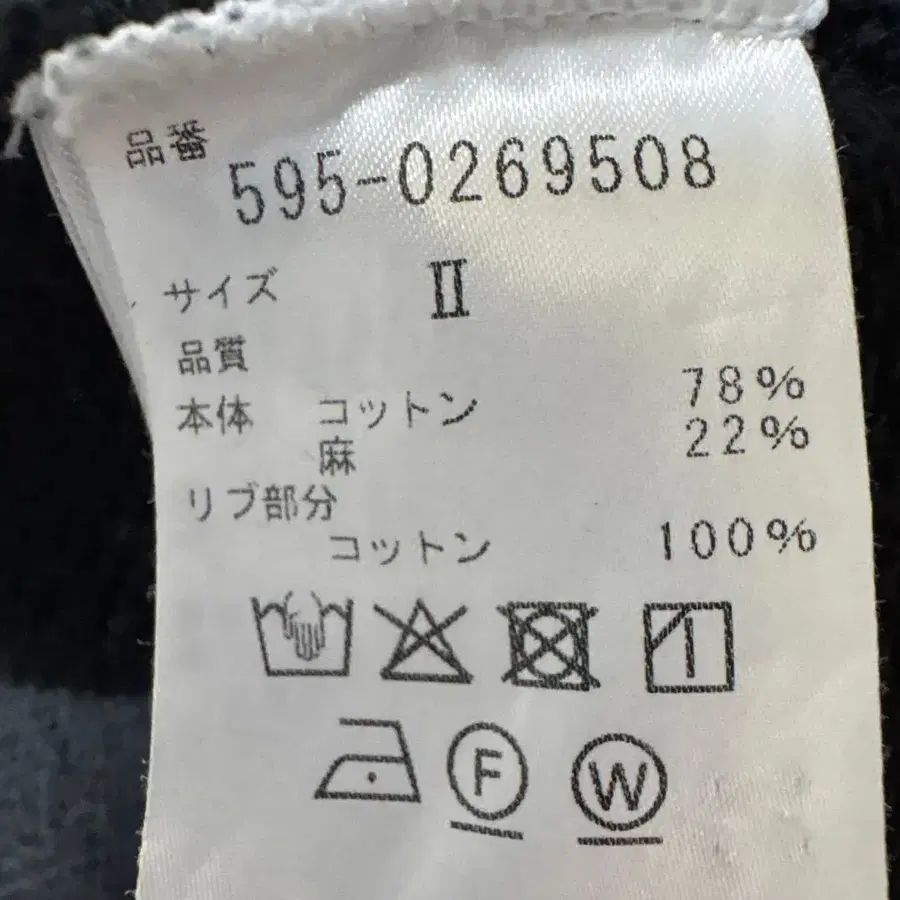 品番
595-0269508
サイズ Ⅱ
品質
本体 コットン 78%
麻 22%
リブ部分
コットン 100%
F W